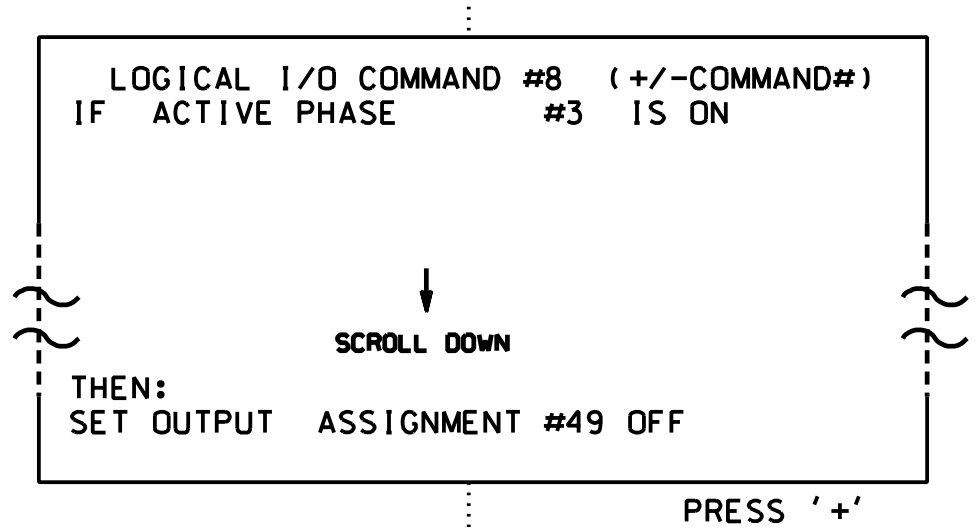 LOGICAL I/O COMMAND #8 (+/-COMMAND#)
IF ACTIVE PHASE #3 IS ON
SCROLL DOWN
THEN:
SET OUTPUT ASSIGNMENT #49 OFF
PRESS '+'